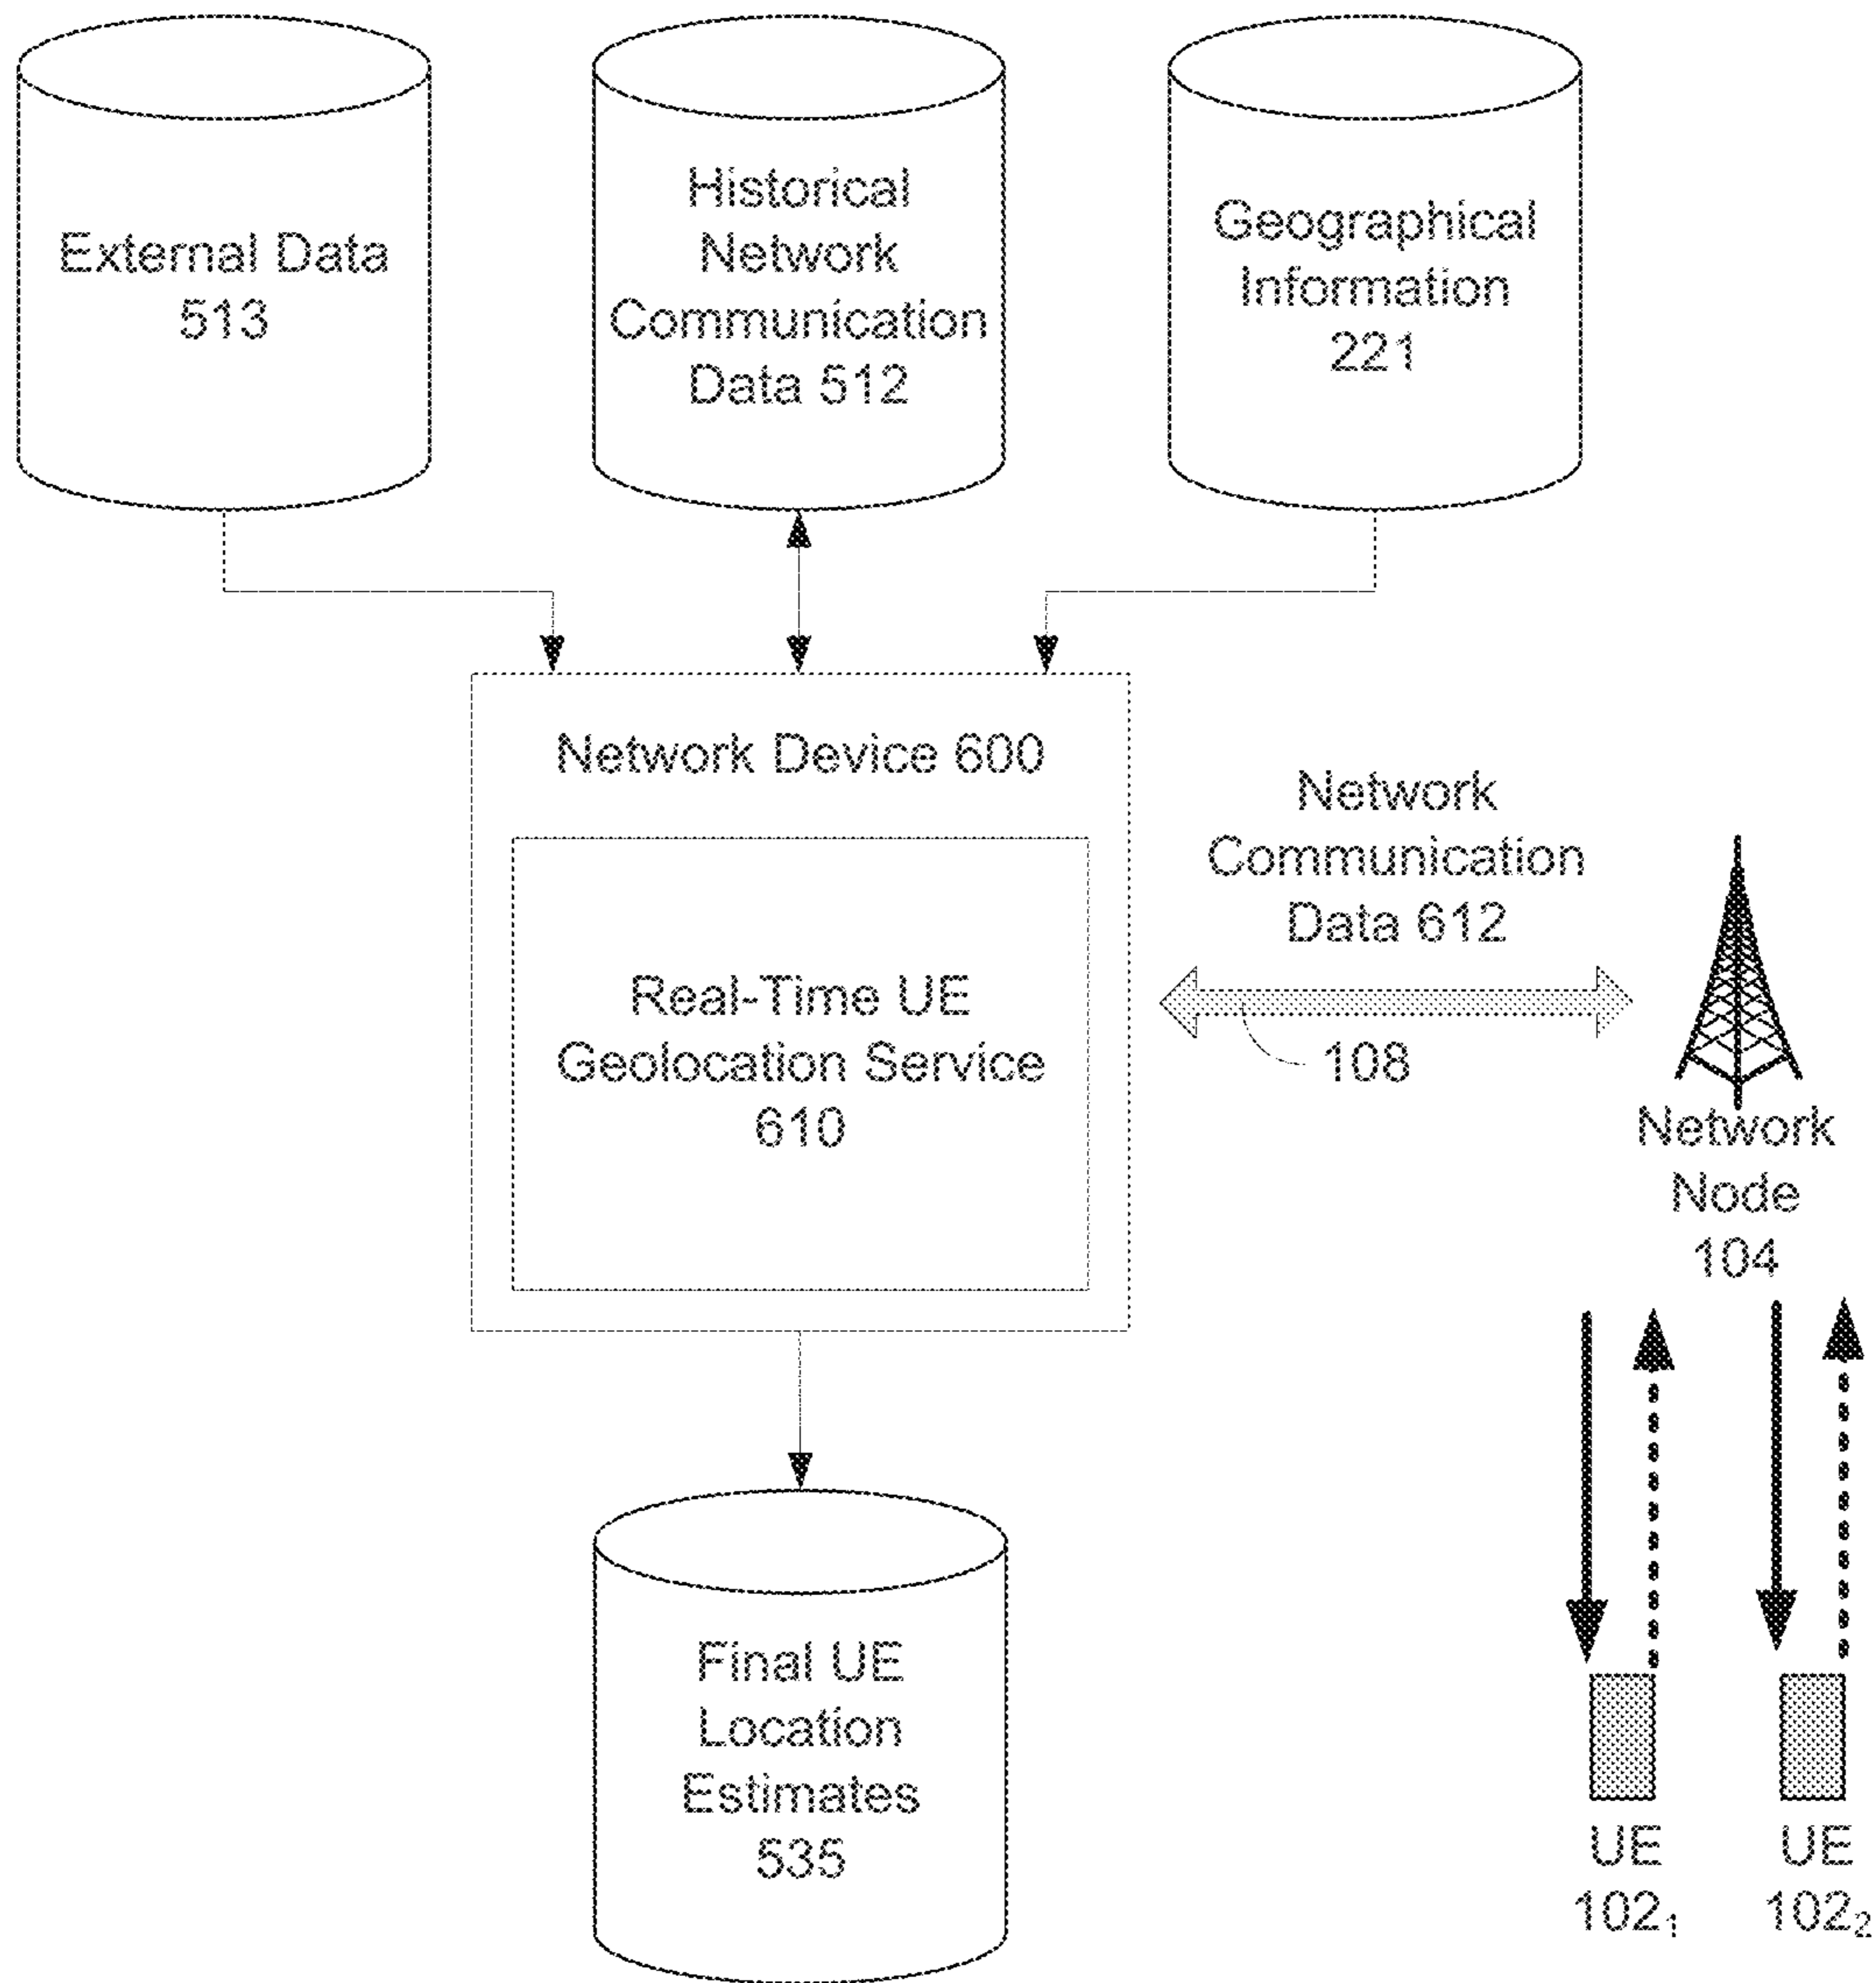 External Data
513
Historical
Network
Communication
Data 512
Geographical
Information
221
Network Device 600
Real-Time UE
Geolocation Service
610
Network
Communication
Data 612
108
Network
Node
104
Final UE
Location
Estimates
535
UE
102₁
UE
102₂